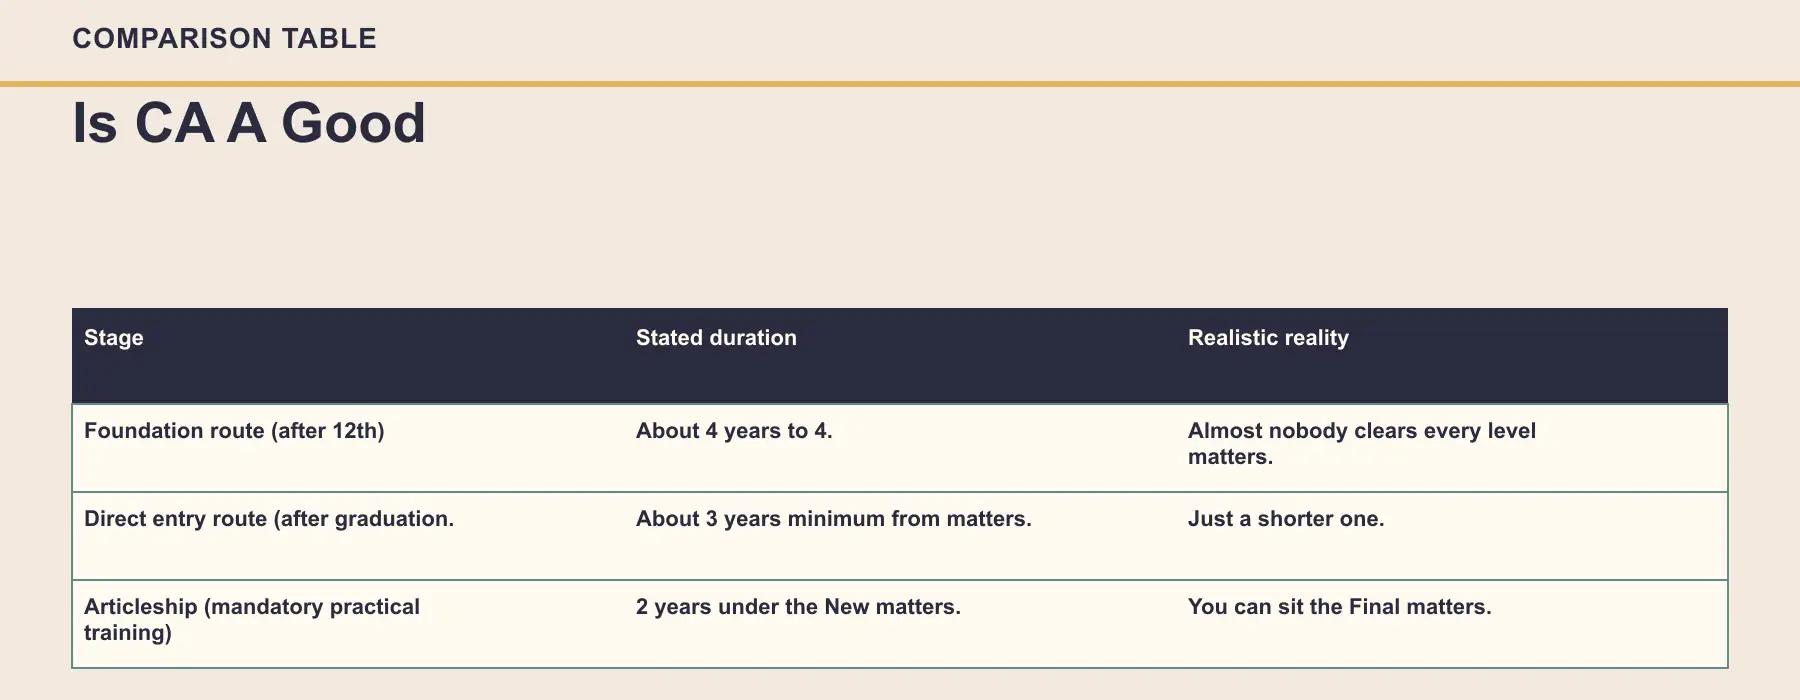 COMPARISON TABLE
Is CA A Good
Stage
Stated duration
Realistic reality
Foundation route (after 12th)
About 4 years to 4.
Almost nobody clears every level
matters.
Direct entry route (after graduation.
About 3 years minimum from matters.
Just a shorter one.
Articleship (mandatory practical
training)
2 years under the New matters.
You can sit the Final matters.